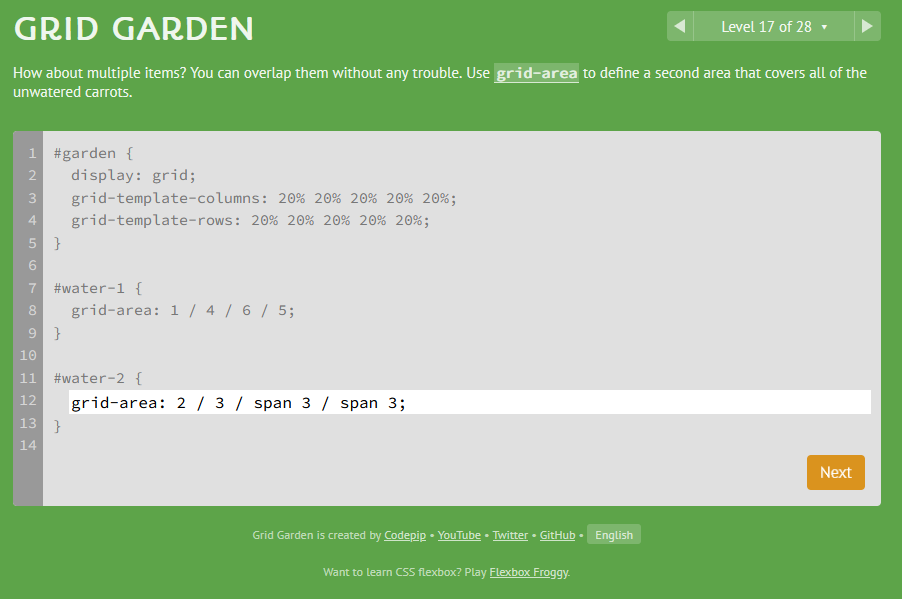 GRID GARDEN
Level 17 of 28
How about multiple items? You can overlap them without any trouble. Use grid-area to define a second area that covers all of the
unwatered carrots.
1 #garden {
2 display: grid;
3 grid-template-columns: 20% 20% 20% 20% 20%;
4 grid-template-rows: 20% 20% 20% 20% 20%;
5 }
6
7 #water-1 {
8 grid-area: 1 / 4 / 6 / 5;
9 }
10
11 #water-2 {
12 grid-area: 2 / 3 / span 3 / span 3;
13 }
14
Next
Grid Garden is created by Codepip • YouTube • Twitter • GitHub • English
Want to learn CSS flexbox? Play Flexbox Froggy.